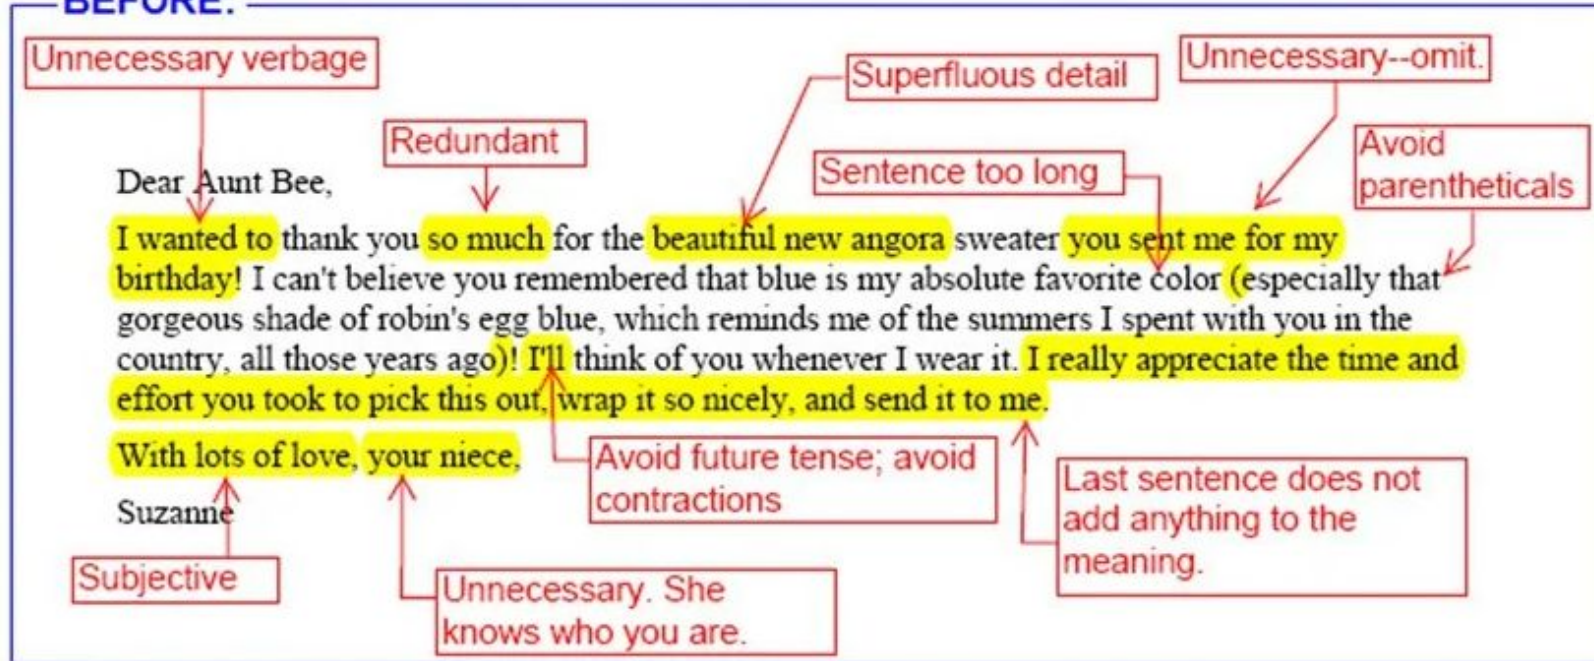 BEFORE:
Unnecessary verbage
Superfluous detail
Unnecessary--omit.
Redundant
Sentence too long
Avoid
parentheticals
Dear Aunt Bee,
I wanted to thank you so much for the beautiful new angora sweater you sent me for my
birthday! I can't believe you remembered that blue is my absolute favorite color (especially that
gorgeous shade of robin's egg blue, which reminds me of the summers I spent with you in the
country, all those years ago)! I'll think of you whenever I wear it. I really appreciate the time and
effort you took to pick this out, wrap it so nicely, and send it to me.
With lots of love, your niece,
Suzanne
Avoid future tense; avoid
contractions
Last sentence does not
add anything to the
meaning.
Subjective
Unnecessary. She
knows who you are.